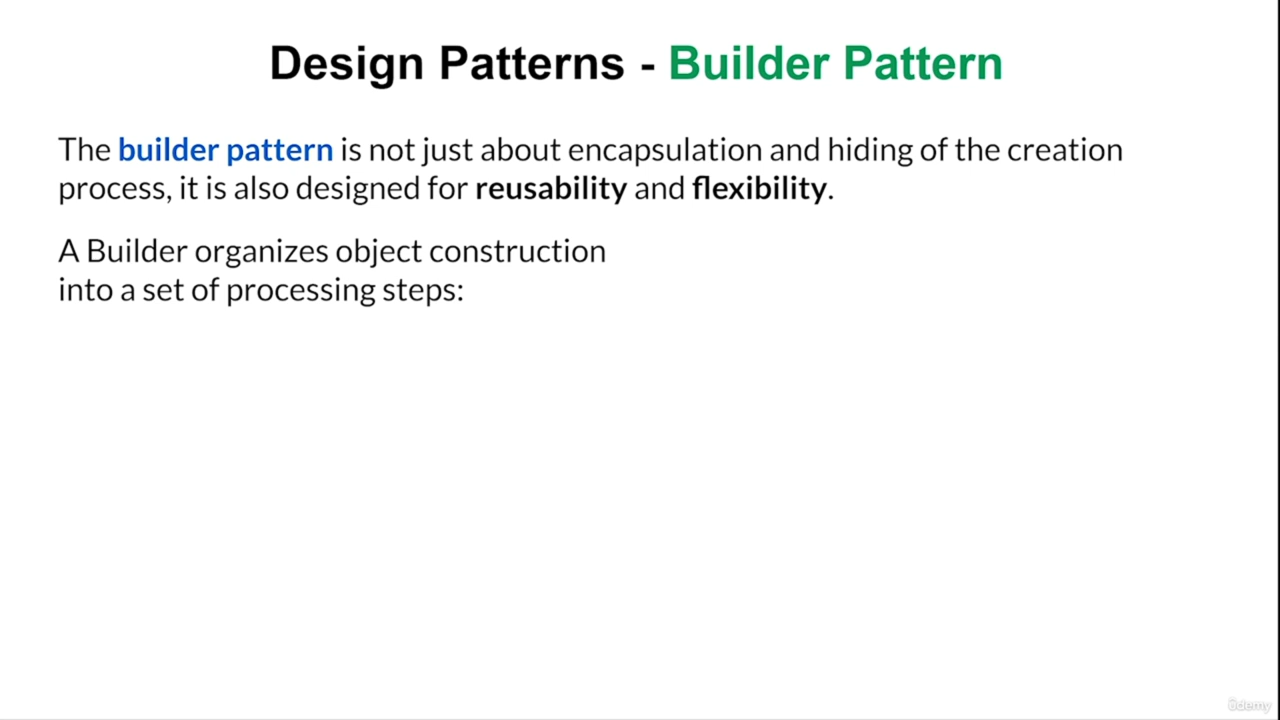 Design Patterns - Builder Pattern
The builder pattern is not just about encapsulation and hiding of the creation
process, it is also designed for reusability and flexibility.
A Builder organizes object construction
into a set of processing steps:
ûdemy